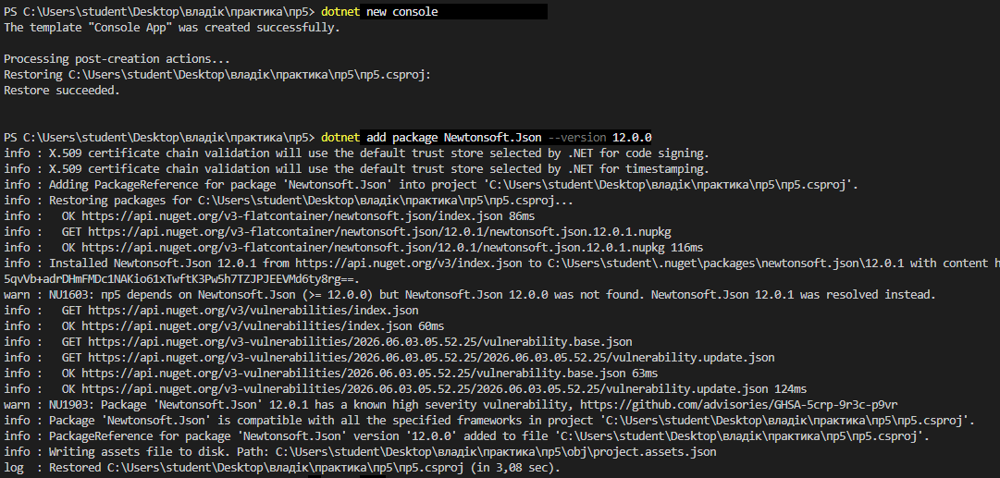 PS C:\Users\student\Desktop\владік\практика\пр5> dotnet new console
The template "Console App" was created successfully.
Processing post-creation actions...
Restoring C:\Users\student\Desktop\владік\практика\пр5\пр5.csproj:
Restore succeeded.
PS C:\Users\student\Desktop\владік\практика\пр5> dotnet add package Newtonsoft.Json --version 12.0.0
info : X.509 certificate chain validation will use the default trust store selected by .NET for code signing.
info : X.509 certificate chain validation will use the default trust store selected by .NET for timestamping.
info : Adding PackageReference for package 'Newtonsoft.Json' into project 'C:\Users\student\Desktop\владік\практика\пр5\пр5.csproj'.
info : Restoring packages for C:\Users\student\Desktop\владік\практика\пр5\пр5.csproj...
info :   OK https://api.nuget.org/v3-flatcontainer/newtonsoft.json/index.json 86ms
info :   GET https://api.nuget.org/v3-flatcontainer/newtonsoft.json/12.0.1/newtonsoft.json.12.0.1.nupkg
info :   OK https://api.nuget.org/v3-flatcontainer/newtonsoft.json/12.0.1/newtonsoft.json.12.0.1.nupkg 116ms
info : Installed Newtonsoft.Json 12.0.1 from https://api.nuget.org/v3/index.json to C:\Users\student\.nuget\packages\newtonsoft.json\12.0.1 with content h
5qvVb+adrDHmFMDc1NAKio61xTwftK3Pw5h7TZJPJEEVMd6ty8rg==.
warn : NU1603: пр5 depends on Newtonsoft.Json (>= 12.0.0) but Newtonsoft.Json 12.0.0 was not found. Newtonsoft.Json 12.0.1 was resolved instead.
info :   GET https://api.nuget.org/v3/vulnerabilities/index.json
info :   OK https://api.nuget.org/v3/vulnerabilities/index.json 60ms
info :   GET https://api.nuget.org/v3-vulnerabilities/2026.06.03.05.52.25/vulnerability.base.json
info :   GET https://api.nuget.org/v3-vulnerabilities/2026.06.03.05.52.25/2026.06.03.05.52.25/vulnerability.update.json
info :   OK https://api.nuget.org/v3-vulnerabilities/2026.06.03.05.52.25/vulnerability.base.json 63ms
info :   OK https://api.nuget.org/v3-vulnerabilities/2026.06.03.05.52.25/2026.06.03.05.52.25/vulnerability.update.json 124ms
warn : NU1903: Package 'Newtonsoft.Json' 12.0.1 has a known high severity vulnerability, https://github.com/advisories/GHSA-5crp-9r3c-p9vr
info : Package 'Newtonsoft.Json' is compatible with all the specified frameworks in project 'C:\Users\student\Desktop\владік\практика\пр5\пр5.csproj'.
info : PackageReference for package 'Newtonsoft.Json' version '12.0.0' added to file 'C:\Users\student\Desktop\владік\практика\пр5\пр5.csproj'.
info : Writing assets file to disk. Path: C:\Users\student\Desktop\владік\практика\пр5\obj\project.assets.json
log  : Restored C:\Users\student\Desktop\владік\практика\пр5\пр5.csproj (in 3,08 sec).